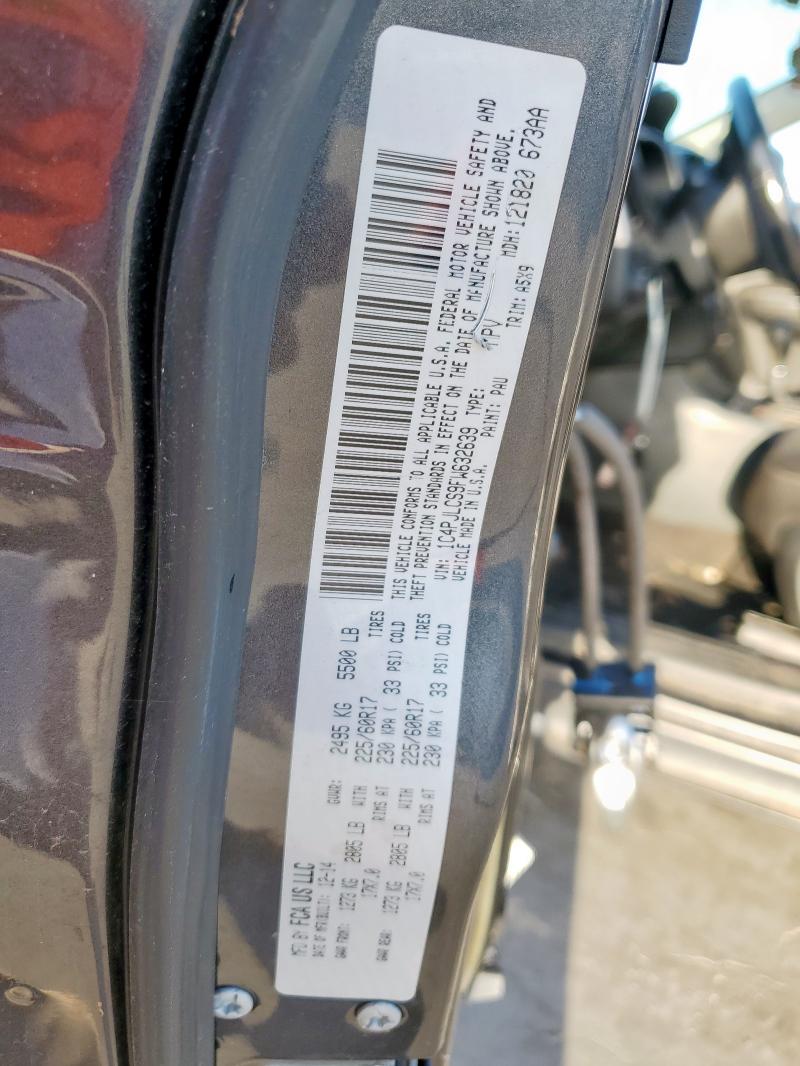 MFD BY FCA US LLC
DATE OF MFR(BUILT): 12-14 GVWR: 2495 KG 5500 LB
GAWR FRONT: 1273 KG 2805 LB WITH 225/60R17 TIRES
17X7.0 RIMS AT 230 KPA ( 33 PSI) COLD
GAWR REAR: 1273 KG 2805 LB WITH 225/60R17 TIRES
17X7.0 RIMS AT 230 KPA ( 33 PSI) COLD
THIS VEHICLE CONFORMS TO ALL APPLICABLE U.S.A. FEDERAL MOTOR VEHICLE SAFETY AND
THEFT PREVENTION STANDARDS IN EFFECT ON THE DATE OF MANUFACTURE SHOWN ABOVE.
VIN: 1C4PJLCS9FW632639 TYPE: MPV MDH: 121820 673AA
VEHICLE MADE IN U.S.A. PAINT: PAU TRIM: A5X9